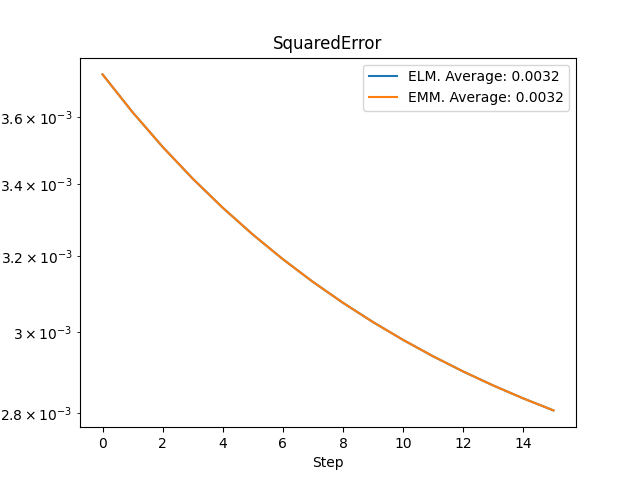 SquaredError
ELM. Average: 0.0032
EMM. Average: 0.0032
3.6 × 10⁻³
3.4 × 10⁻³
3.2 × 10⁻³
3 × 10⁻³
2.8 × 10⁻³
0 2 4 6 8 10 12 14
Step